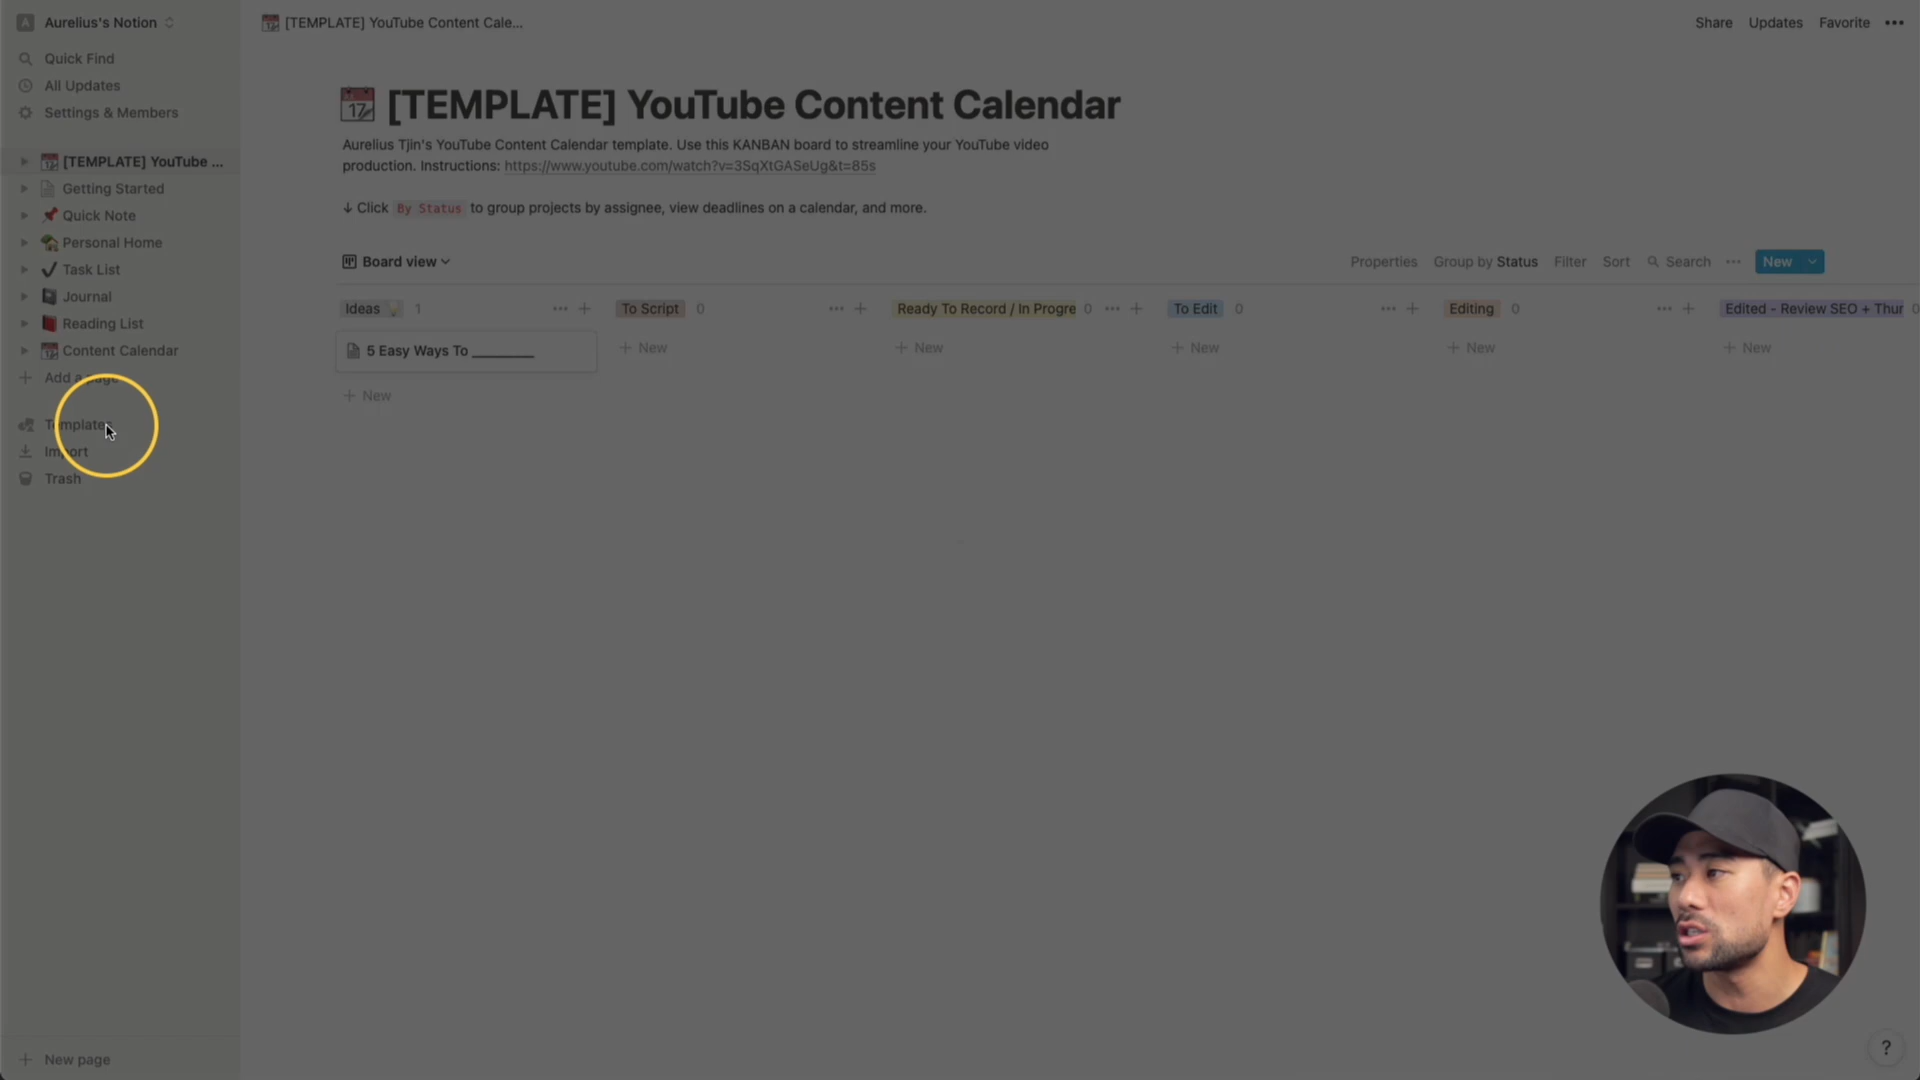 A Aurelius's Notion
Quick Find
All Updates
Settings & Members
[TEMPLATE] YouTube ...
Getting Started
Quick Note
Personal Home
Task List
Journal
Reading List
Content Calendar
Add a page
Templates
Import
Trash
New page
[TEMPLATE] YouTube Content Cale...
Share Updates Favorite
[TEMPLATE] YouTube Content Calendar
Aurelius Tjin's YouTube Content Calendar template. Use this KANBAN board to streamline your YouTube video
production. Instructions: https://www.youtube.com/watch?v=3SqXtGASeUg&t=85s
↓ Click By Status to group projects by assignee, view deadlines on a calendar, and more.
Board view
Properties Group by Status Filter Sort Search New
Ideas 1 To Script 0 Ready To Record / In Progre 0 To Edit 0 Editing 0 Edited - Review SEO + Thur 0
5 Easy Ways To ________
+ New + New + New + New + New
+ New
?